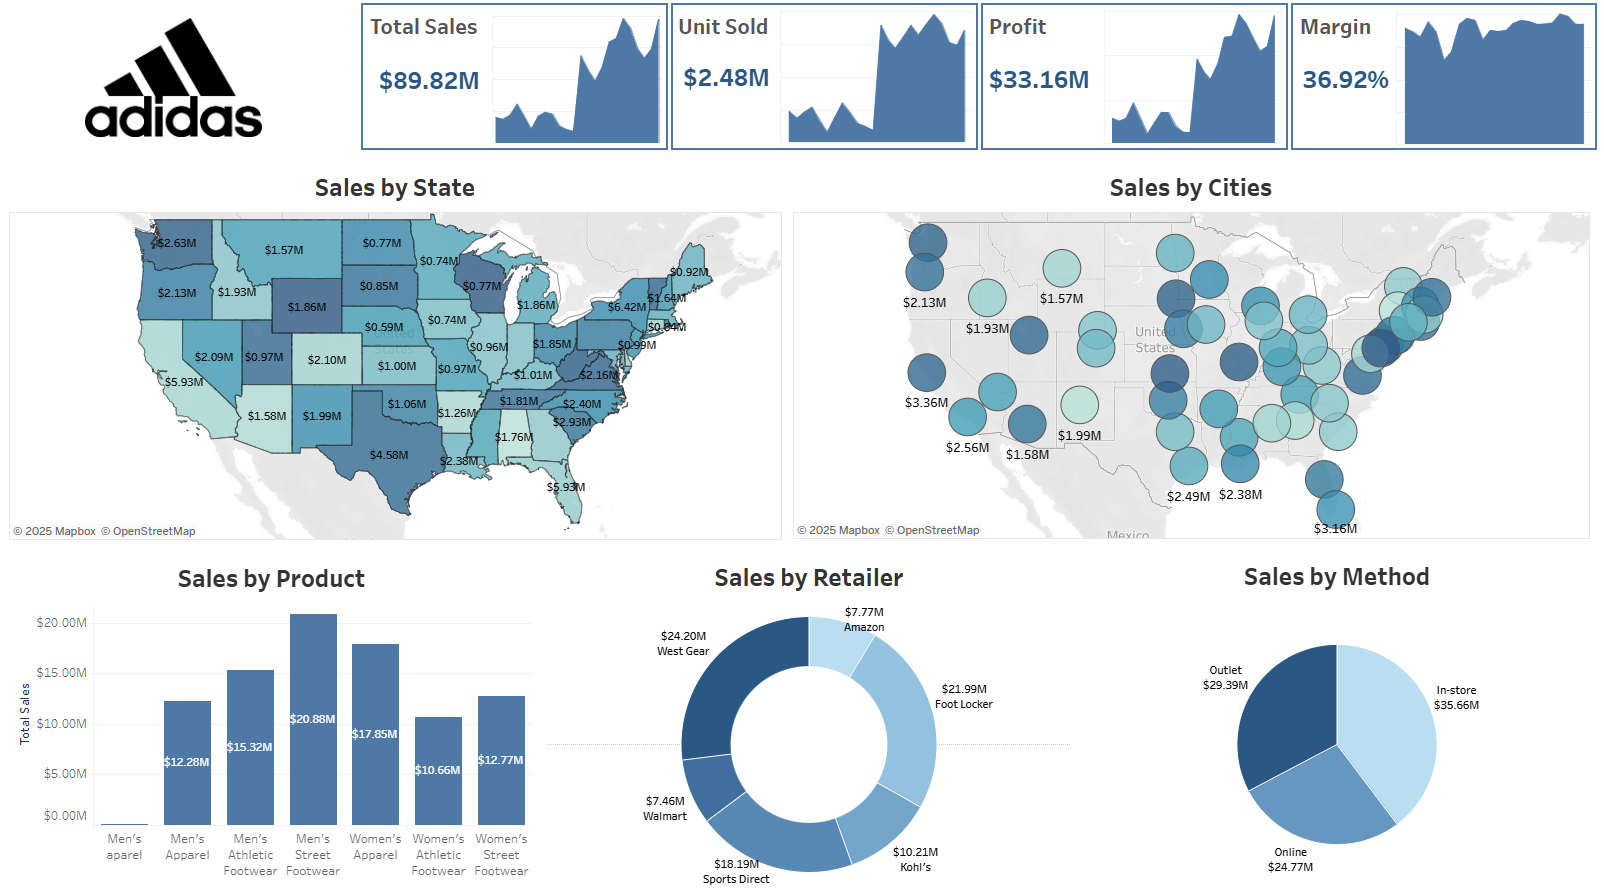 adidas
Total Sales
$89.82M
Unit Sold
$2.48M
Profit
$33.16M
Margin
36.92%
Sales by State
$2.63M
$1.57M
$0.77M
$0.74M
$0.92M
$2.13M
$1.93M
$1.86M
$0.85M
$0.77M
$1.86M
$6.42M
$1.64M
$0.59M
$0.74M
$0.84M
United
States
$2.09M
$0.97M
$2.10M
$1.00M
$0.97M
$0.96M
$1.01M
$1.85M
$0.99M
$2.16M
$5.93M
$1.58M
$1.99M
$1.06M
$1.26M
$1.81M
$2.40M
$2.93M
$4.58M
$2.38M
$1.76M
$5.93M
© 2025 Mapbox © OpenStreetMap
Sales by Cities
$2.13M
$1.93M
$1.57M
United
States
$3.36M
$2.56M
$1.58M
$1.99M
$2.49M
$2.38M
$3.16M
Mexico
© 2025 Mapbox © OpenStreetMap
Sales by Product
Total Sales
$20.00M
$15.00M
$10.00M
$5.00M
$0.00M
$12.28M
$15.32M
$20.88M
$17.85M
$10.66M
$12.77M
Men's
aparel
Men's
Apparel
Men's
Athletic
Footwear
Men's
Street
Footwear
Women's
Apparel
Women's
Athletic
Footwear
Women's
Street
Footwear
Sales by Retailer
$7.77M
Amazon
$24.20M
West Gear
$21.99M
Foot Locker
$7.46M
Walmart
$18.19M
Sports Direct
$10.21M
Kohl's
Sales by Method
Outlet
$29.39M
In-store
$35.66M
Online
$24.77M